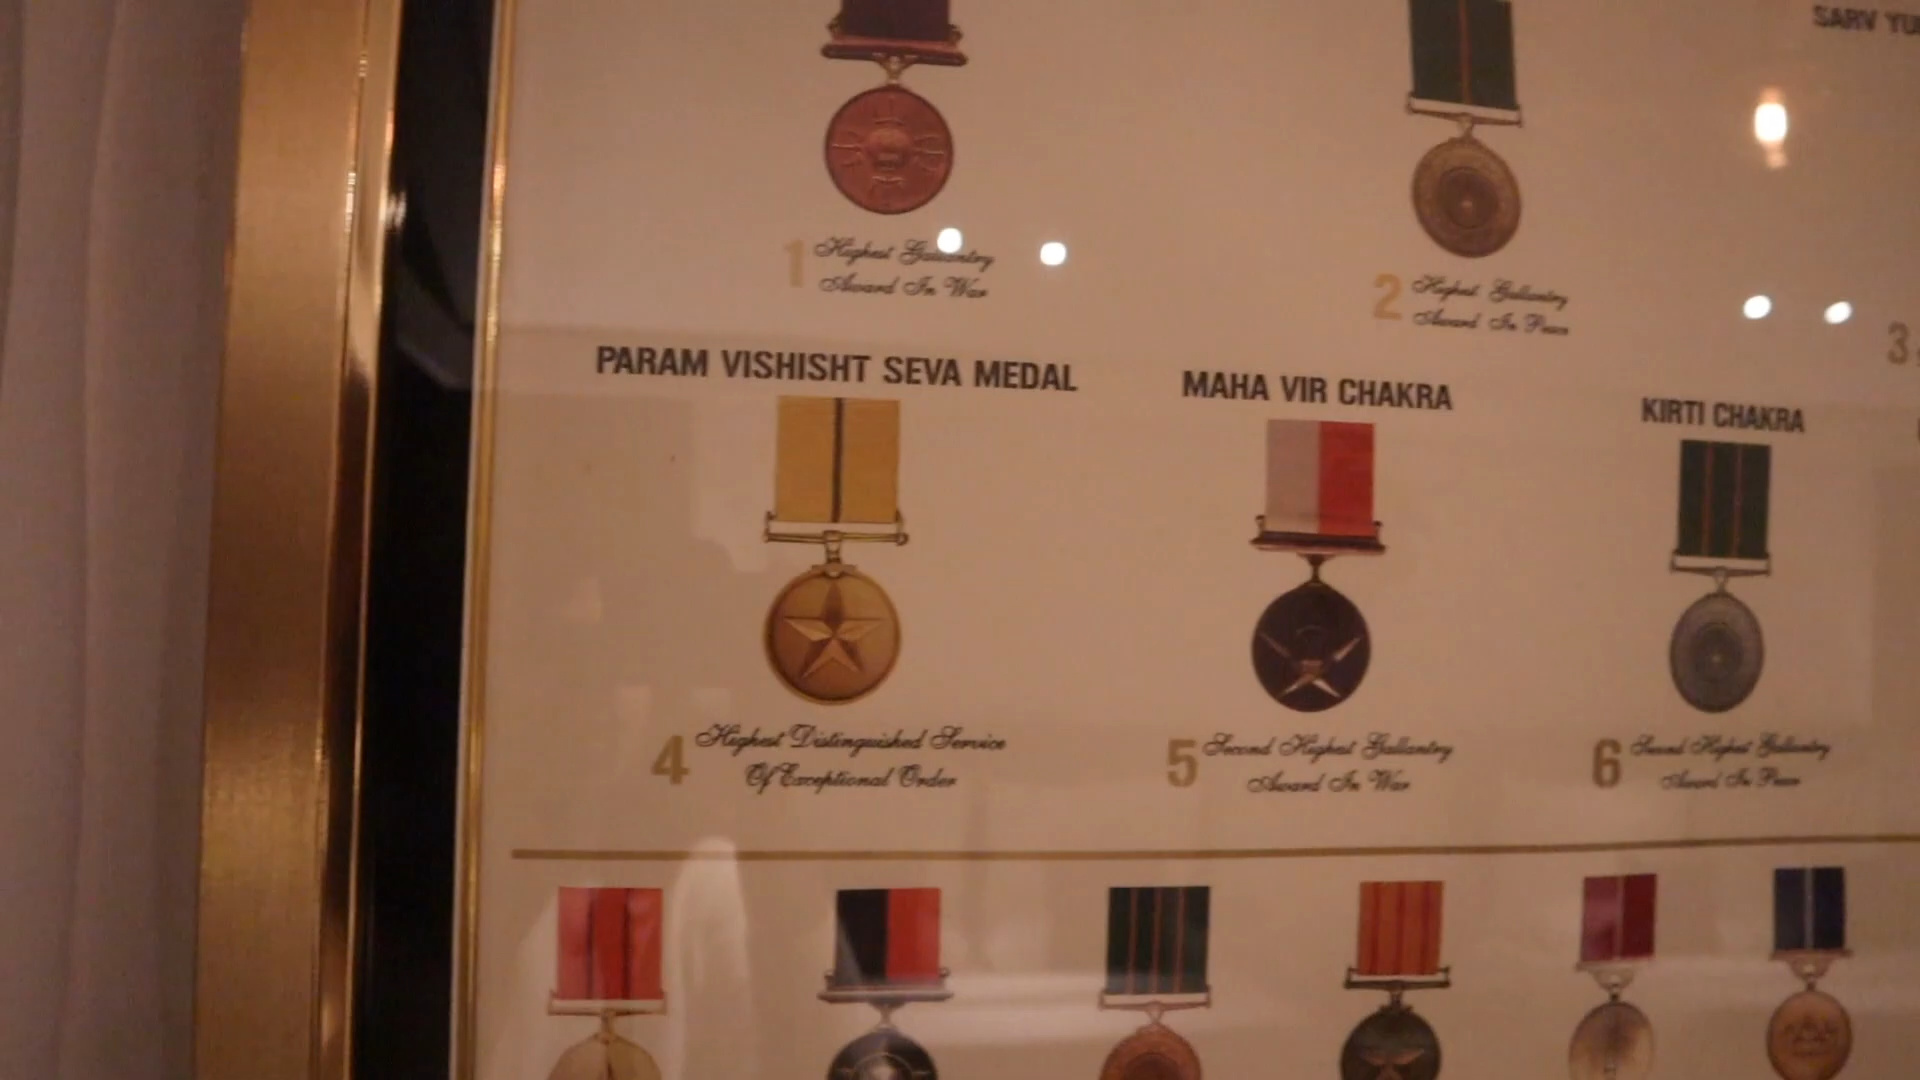 SARV YU
1 Highest Gallantry
Award In War
2 Highest Gallantry
Award In Peace
3
PARAM VISHISHT SEVA MEDAL
MAHA VIR CHAKRA
KIRTI CHAKRA
4 Highest Distinguished Service
Of Exceptional Order
5 Second Highest Gallantry
Award In War
6 Second Highest Gallantry
Award In Peace